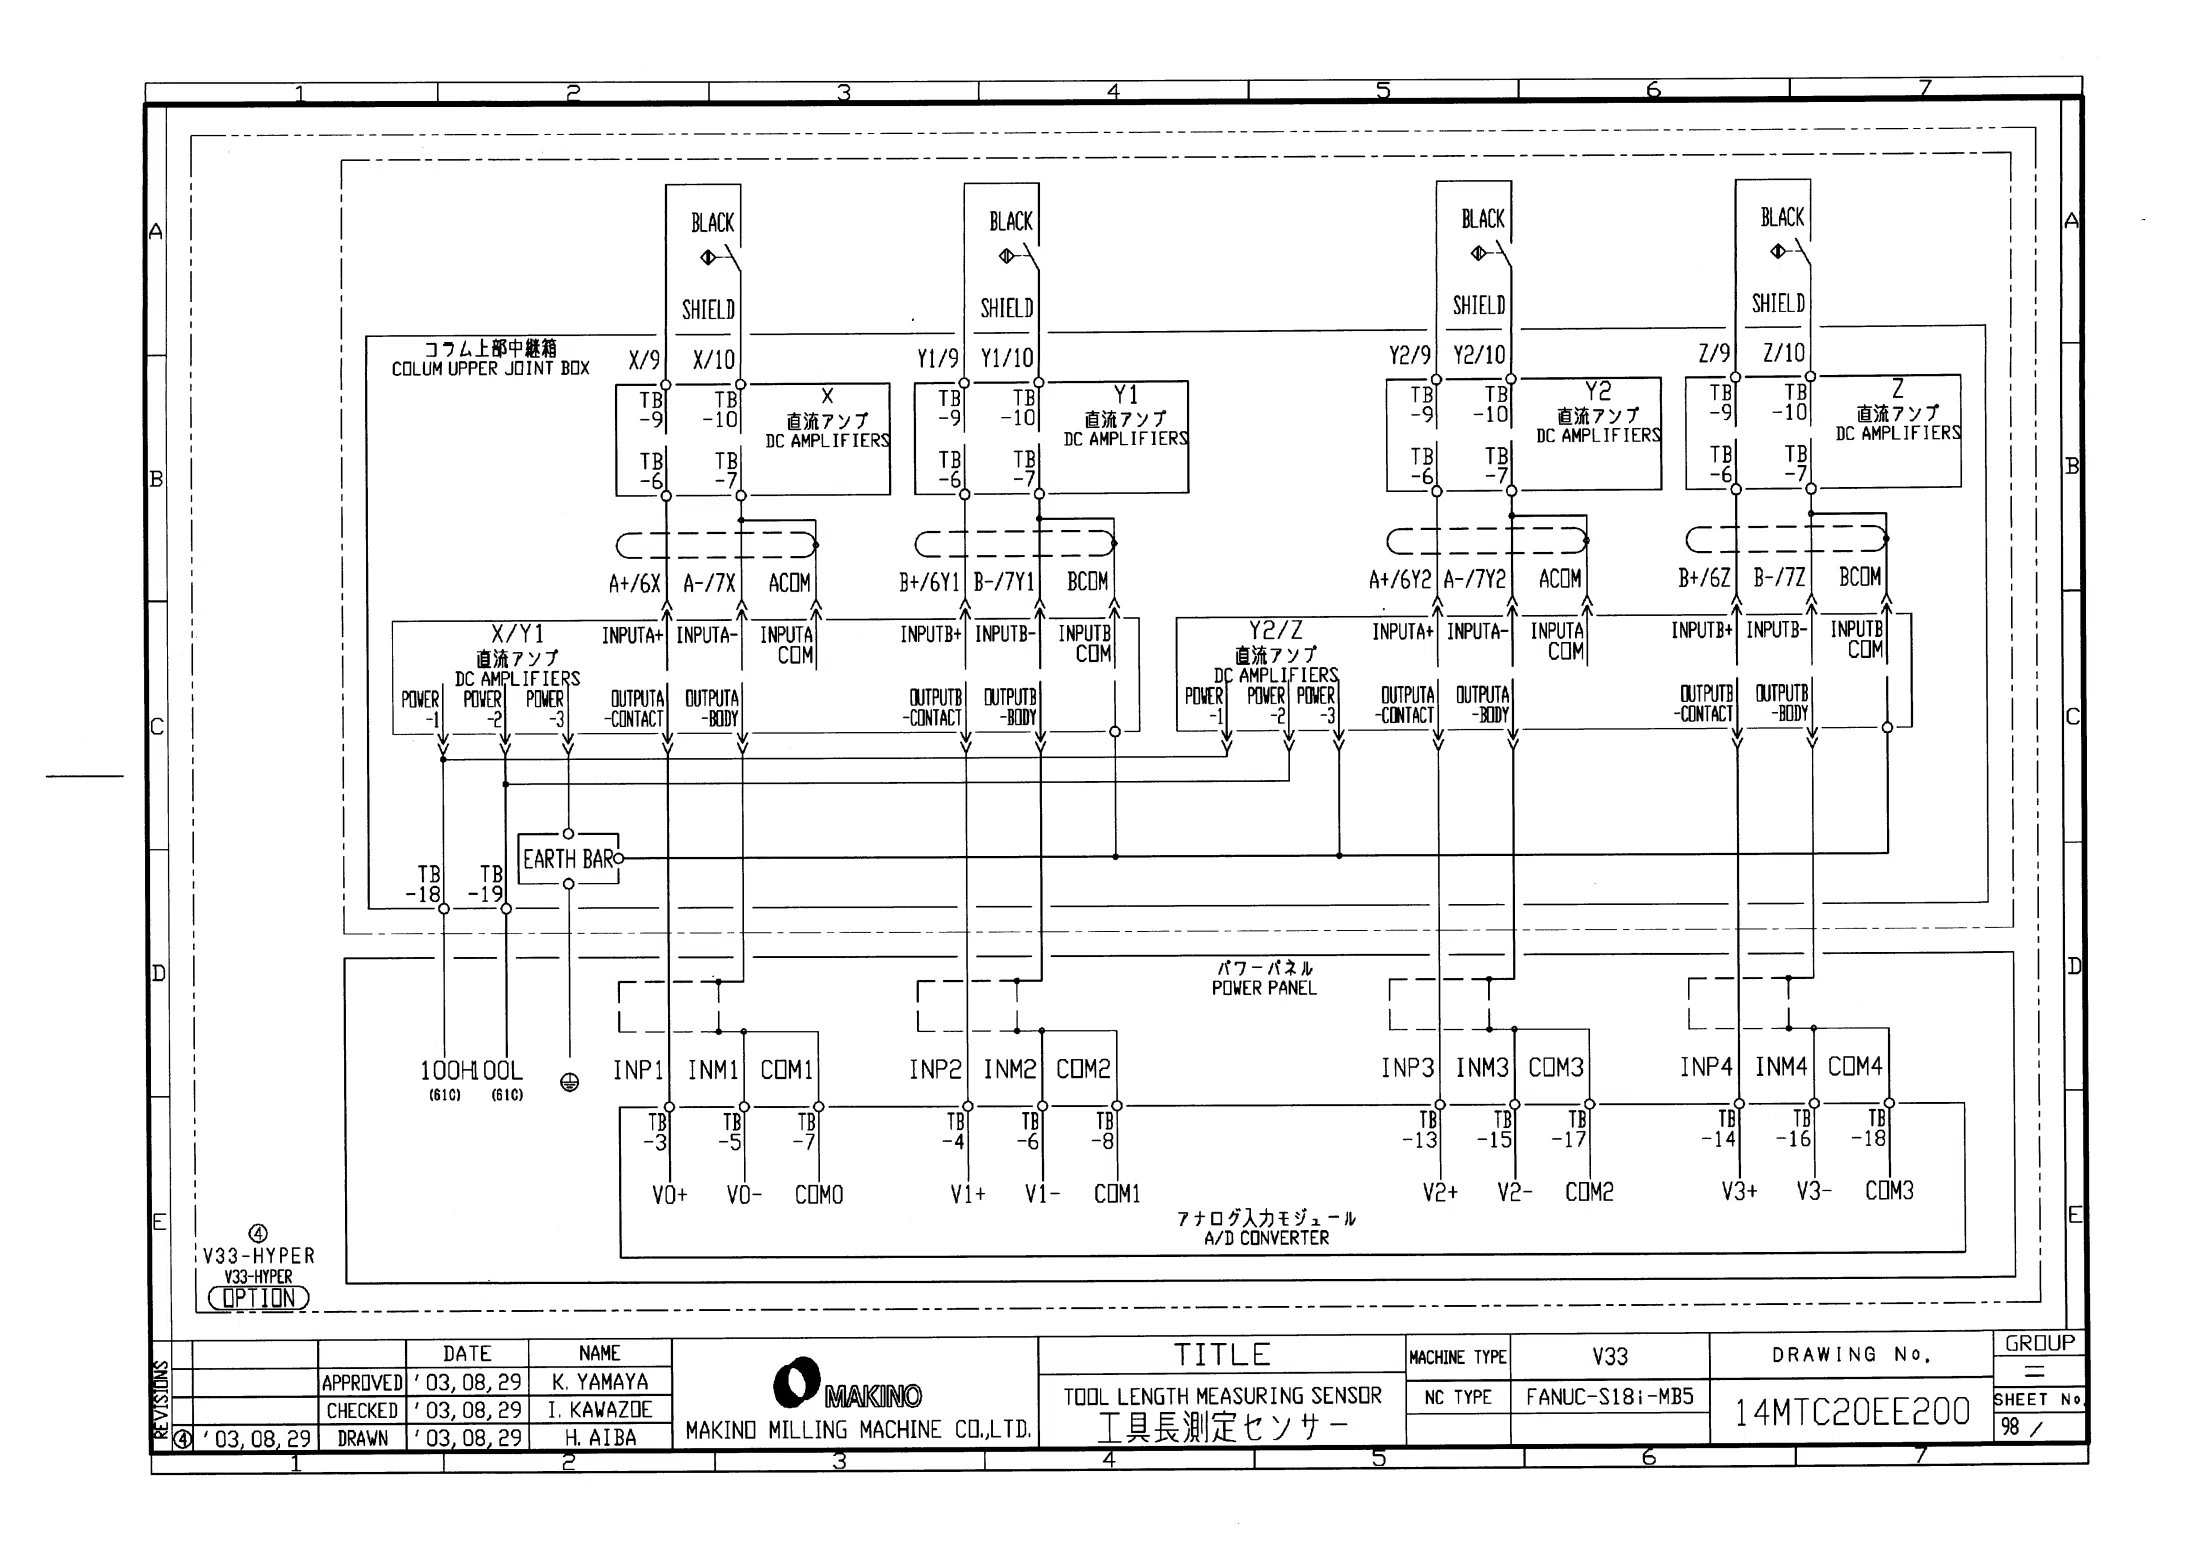 1 2 3 4 5 6 7
A A
BLACK BLACK BLACK BLACK
SHIELD SHIELD SHIELD SHIELD
コラム上部中継箱
COLUM UPPER JOINT BOX
X/9 X/10 Y1/9 Y1/10 Y2/9 Y2/10 Z/9 Z/10
TB TB X TB TB Y1 TB TB Y2 TB TB Z
-9 -10 直流アンプ -9 -10 直流アンプ -9 -10 直流アンプ -9 -10 直流アンプ
DC AMPLIFIERS DC AMPLIFIERS DC AMPLIFIERS DC AMPLIFIERS
B B
TB TB TB TB TB TB TB TB
-6 -7 -6 -7 -6 -7 -6 -7
A+/6X A-/7X ACOM B+/6Y1 B-/7Y1 BCOM A+/6Y2 A-/7Y2 ACOM B+/6Z B-/7Z BCOM
X/Y1 INPUTA+ INPUTA- INPUTA INPUTB+ INPUTB- INPUTB Y2/Z INPUTA+ INPUTA- INPUTA INPUTB+ INPUTB- INPUTB
直流アンプ COM COM 直流アンプ COM COM
DC AMPLIFIERS DC AMPLIFIERS
POWER POWER POWER OUTPUTA OUTPUTA OUTPUTB OUTPUTB POWER POWER POWER OUTPUTA OUTPUTA OUTPUTB OUTPUTB
-1 -2 -3 -CONTACT -BODY -CONTACT -BODY -1 -2 -3 -CONTACT -BODY -CONTACT -BODY
C C
EARTH BAR
TB TB
-18 -19
D D
パワーパネル
POWER PANEL
100H 100L INP1 INM1 COM1 INP2 INM2 COM2 INP3 INM3 COM3 INP4 INM4 COM4
(61C) (61C)
TB TB TB TB TB TB TB TB TB TB TB TB
-3 -5 -7 -4 -6 -8 -13 -15 -17 -14 -16 -18
V0+ V0- COM0 V1+ V1- COM1 V2+ V2- COM2 V3+ V3- COM3
E E
アナログ入力モジュール
A/D CONVERTER
④
V33-HYPER
V33-HYPER
OPTION
REVISIONS
④ '03,08,29
DATE NAME
APPROVED '03,08,29 K. YAMAYA
CHECKED '03,08,29 I. KAWAZOE
DRAWN '03,08,29 H. AIBA
MAKINO
MAKINO MILLING MACHINE CO.,LTD.
TITLE
TOOL LENGTH MEASURING SENSOR
工具長測定センサー
MACHINE TYPE V33
NC TYPE FANUC-S18i-MB5
DRAWING No.
14MTC20EE200
GROUP
=
SHEET No.
98 /
1 2 3 4 5 6 7